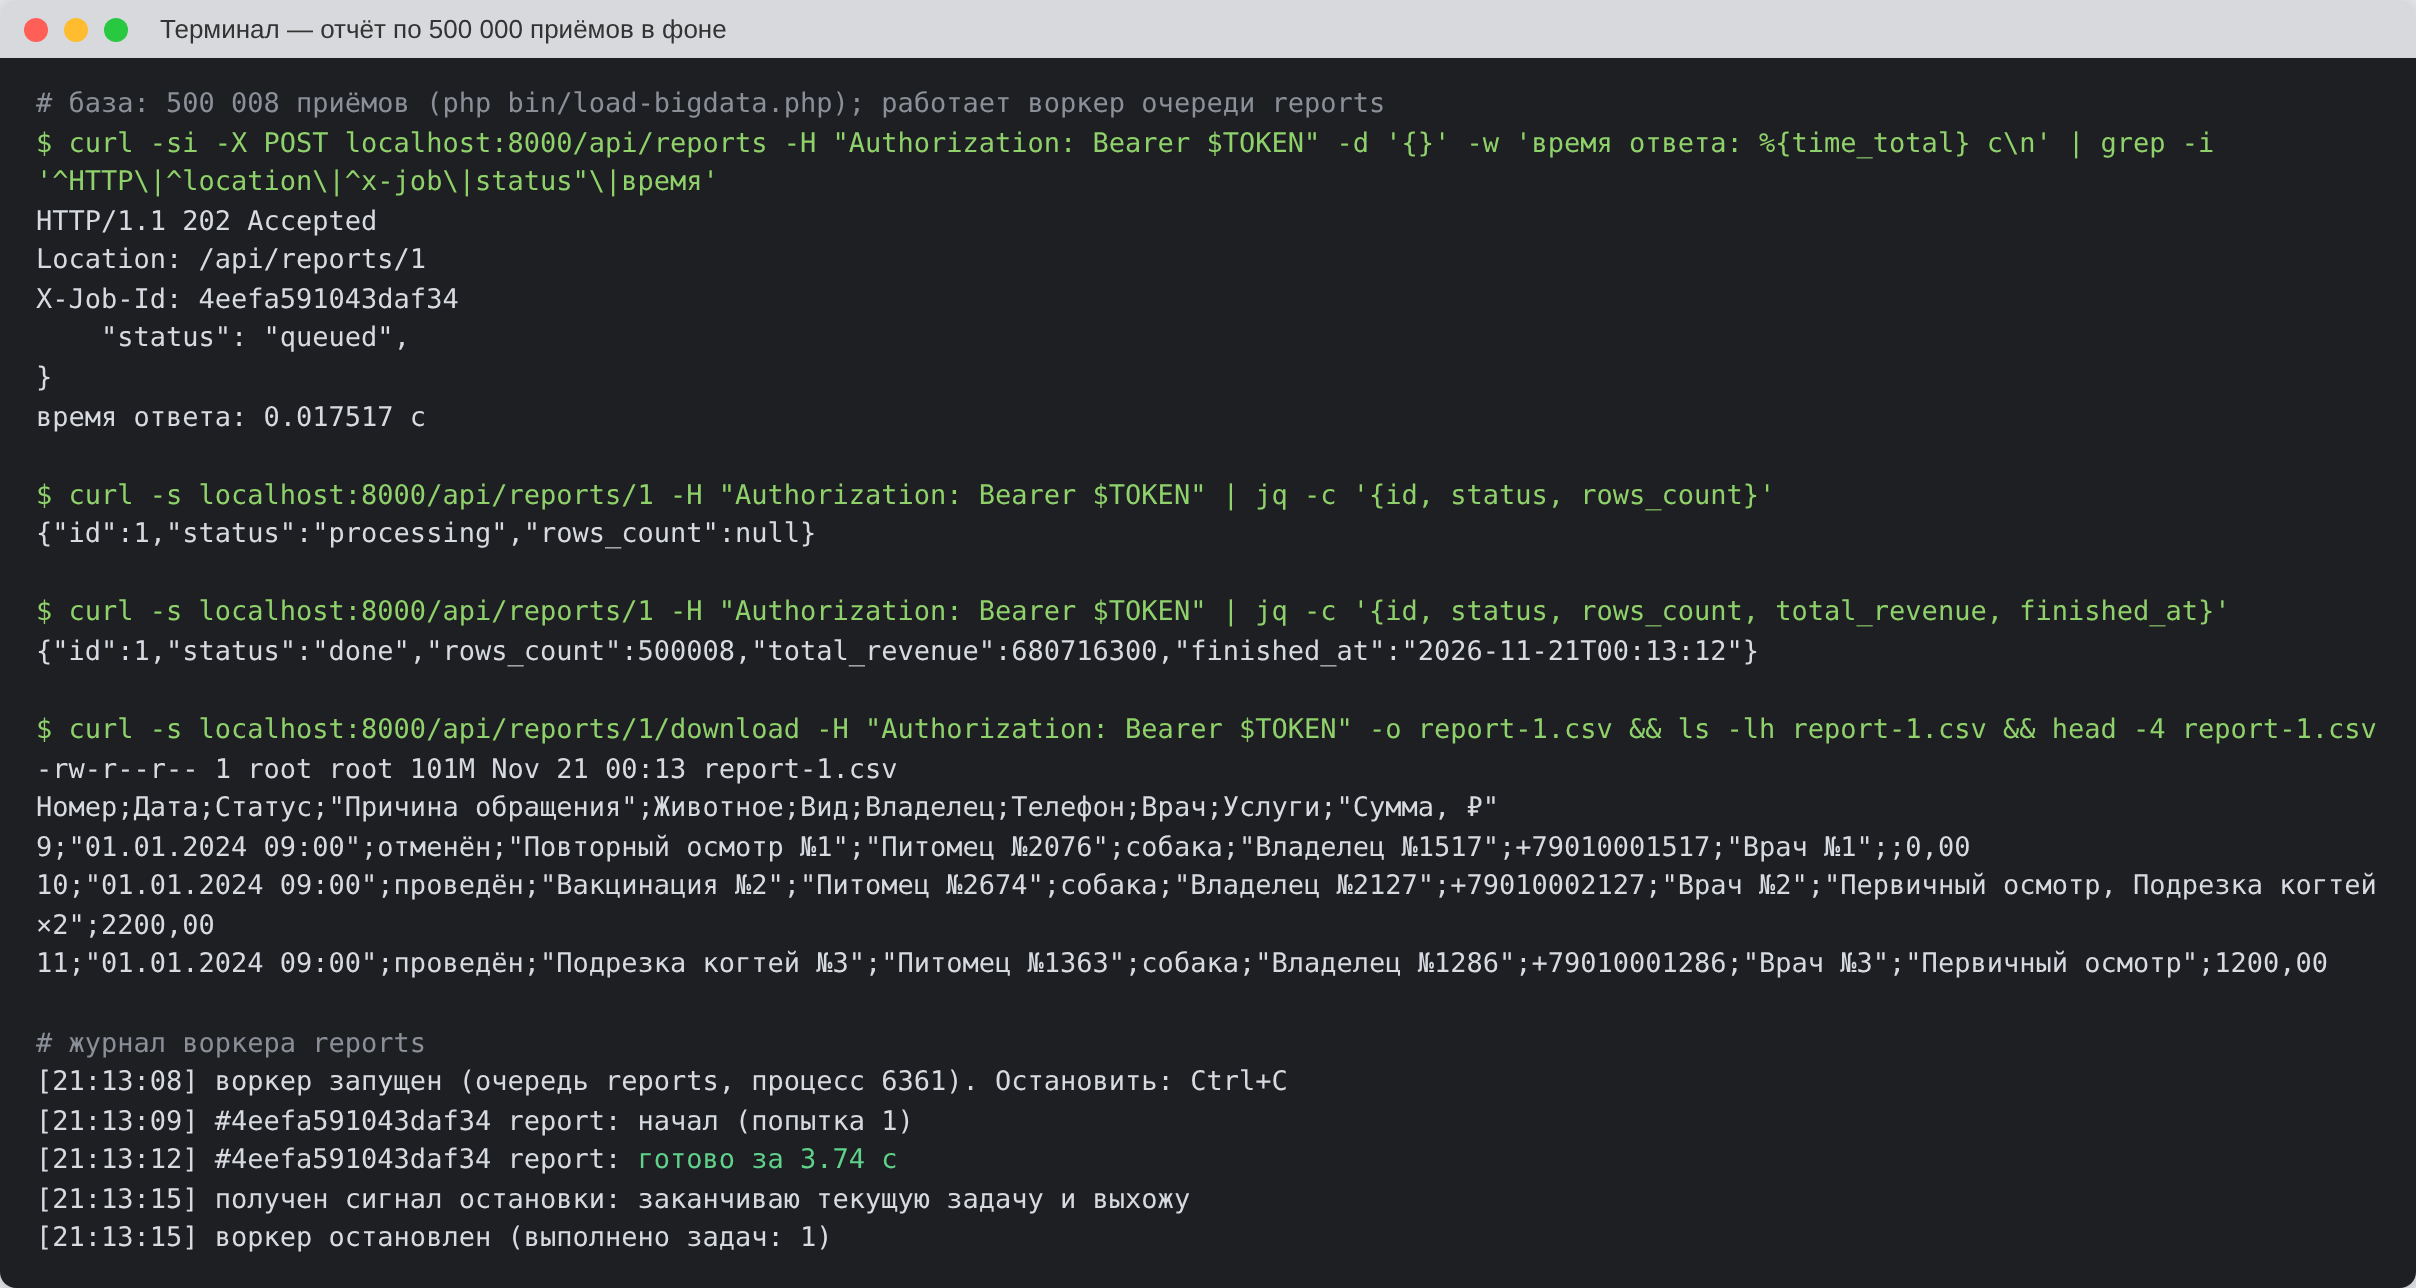 Терминал — отчёт по 500 000 приёмов в фоне
# база: 500 008 приёмов (php bin/load-bigdata.php); работает воркер очереди reports
$ curl -si -X POST localhost:8000/api/reports -H "Authorization: Bearer $TOKEN" -d '{}' -w 'время ответа: %{time_total} с\n' | grep -i
'^HTTP\|^location\|^x-job\|status"\|время'
HTTP/1.1 202 Accepted
Location: /api/reports/1
X-Job-Id: 4eefa591043daf34
    "status": "queued",
}
время ответа: 0.017517 с
$ curl -s localhost:8000/api/reports/1 -H "Authorization: Bearer $TOKEN" | jq -c '{id, status, rows_count}'
{"id":1,"status":"processing","rows_count":null}
$ curl -s localhost:8000/api/reports/1 -H "Authorization: Bearer $TOKEN" | jq -c '{id, status, rows_count, total_revenue, finished_at}'
{"id":1,"status":"done","rows_count":500008,"total_revenue":680716300,"finished_at":"2026-11-21T00:13:12"}
$ curl -s localhost:8000/api/reports/1/download -H "Authorization: Bearer $TOKEN" -o report-1.csv && ls -lh report-1.csv && head -4 report-1.csv
-rw-r--r-- 1 root root 101M Nov 21 00:13 report-1.csv
Номер;Дата;Статус;"Причина обращения";Животное;Вид;Владелец;Телефон;Врач;Услуги;"Сумма, ₽"
9;"01.01.2024 09:00";отменён;"Повторный осмотр №1";"Питомец №2076";собака;"Владелец №1517";+79010001517;"Врач №1";;0,00
10;"01.01.2024 09:00";проведён;"Вакцинация №2";"Питомец №2674";собака;"Владелец №2127";+79010002127;"Врач №2";"Первичный осмотр, Подрезка когтей
×2";2200,00
11;"01.01.2024 09:00";проведён;"Подрезка когтей №3";"Питомец №1363";собака;"Владелец №1286";+79010001286;"Врач №3";"Первичный осмотр";1200,00
# журнал воркера reports
[21:13:08] воркер запущен (очередь reports, процесс 6361). Остановить: Ctrl+C
[21:13:09] #4eefa591043daf34 report: начал (попытка 1)
[21:13:12] #4eefa591043daf34 report: готово за 3.74 с
[21:13:15] получен сигнал остановки: заканчиваю текущую задачу и выхожу
[21:13:15] воркер остановлен (выполнено задач: 1)